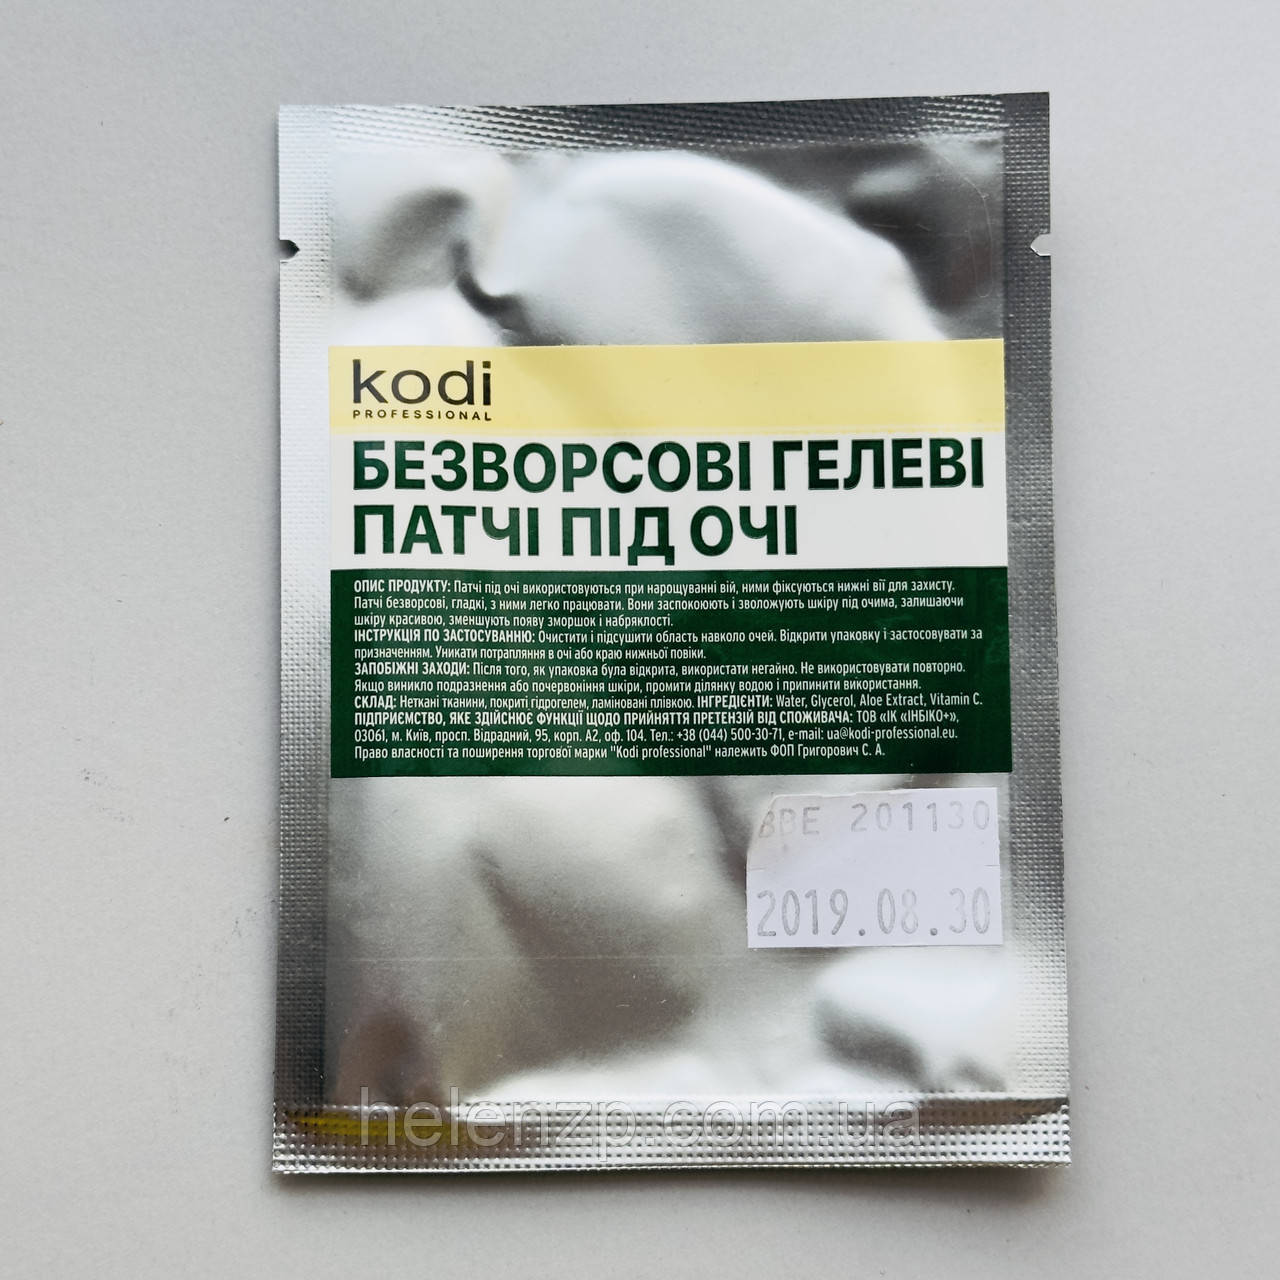 kodi
PROFESSIONAL
БЕЗВОРСОВІ ГЕЛЕВІ
ПАТЧІ ПІД ОЧІ
ОПИС ПРОДУКТУ: Патчі під очі використовуються при нарощуванні вій, ними фіксуються нижні вії для захисту.
Патчі безворсові, гладкі, з ними легко працювати. Вони заспокоюють і зволожують шкіру під очима, залишаючи
шкіру красивою, зменшують появу зморшок і набряклості.
ІНСТРУКЦІЯ ПО ЗАСТОСУВАННЮ: Очистити і підсушити область навколо очей. Відкрити упаковку і застосовувати за
призначенням. Уникати потрапляння в очі або краю нижньої повіки.
ЗАПОБІЖНІ ЗАХОДИ: Після того, як упаковка була відкрита, використати негайно. Не використовувати повторно.
Якщо виникло подразнення або почервоніння шкіри, промити ділянку водою і припинити використання.
СКЛАД: Неткані тканини, покриті гідрогелем, ламіновані плівкою. ІНГРЕДІЄНТИ: Water, Glycerol, Aloe Extract, Vitamin C.
ПІДПРИЄМСТВО, ЯКЕ ЗДІЙСНЮЄ ФУНКЦІЇ ЩОДО ПРИЙНЯТТЯ ПРЕТЕНЗІЙ ВІД СПОЖИВАЧА: ТОВ «ІК «ІНБІКО+»,
03061, м. Київ, просп. Відрадний, 95, корп. А2, оф. 104. Тел.: +38 (044) 500-30-71, e-mail: ua@kodi-professional.eu.
Право власності та поширення торгової марки "Kodi professional" належить ФОП Григорович С. А.
BBE 201130
2019.08.30
helenzp.com.ua